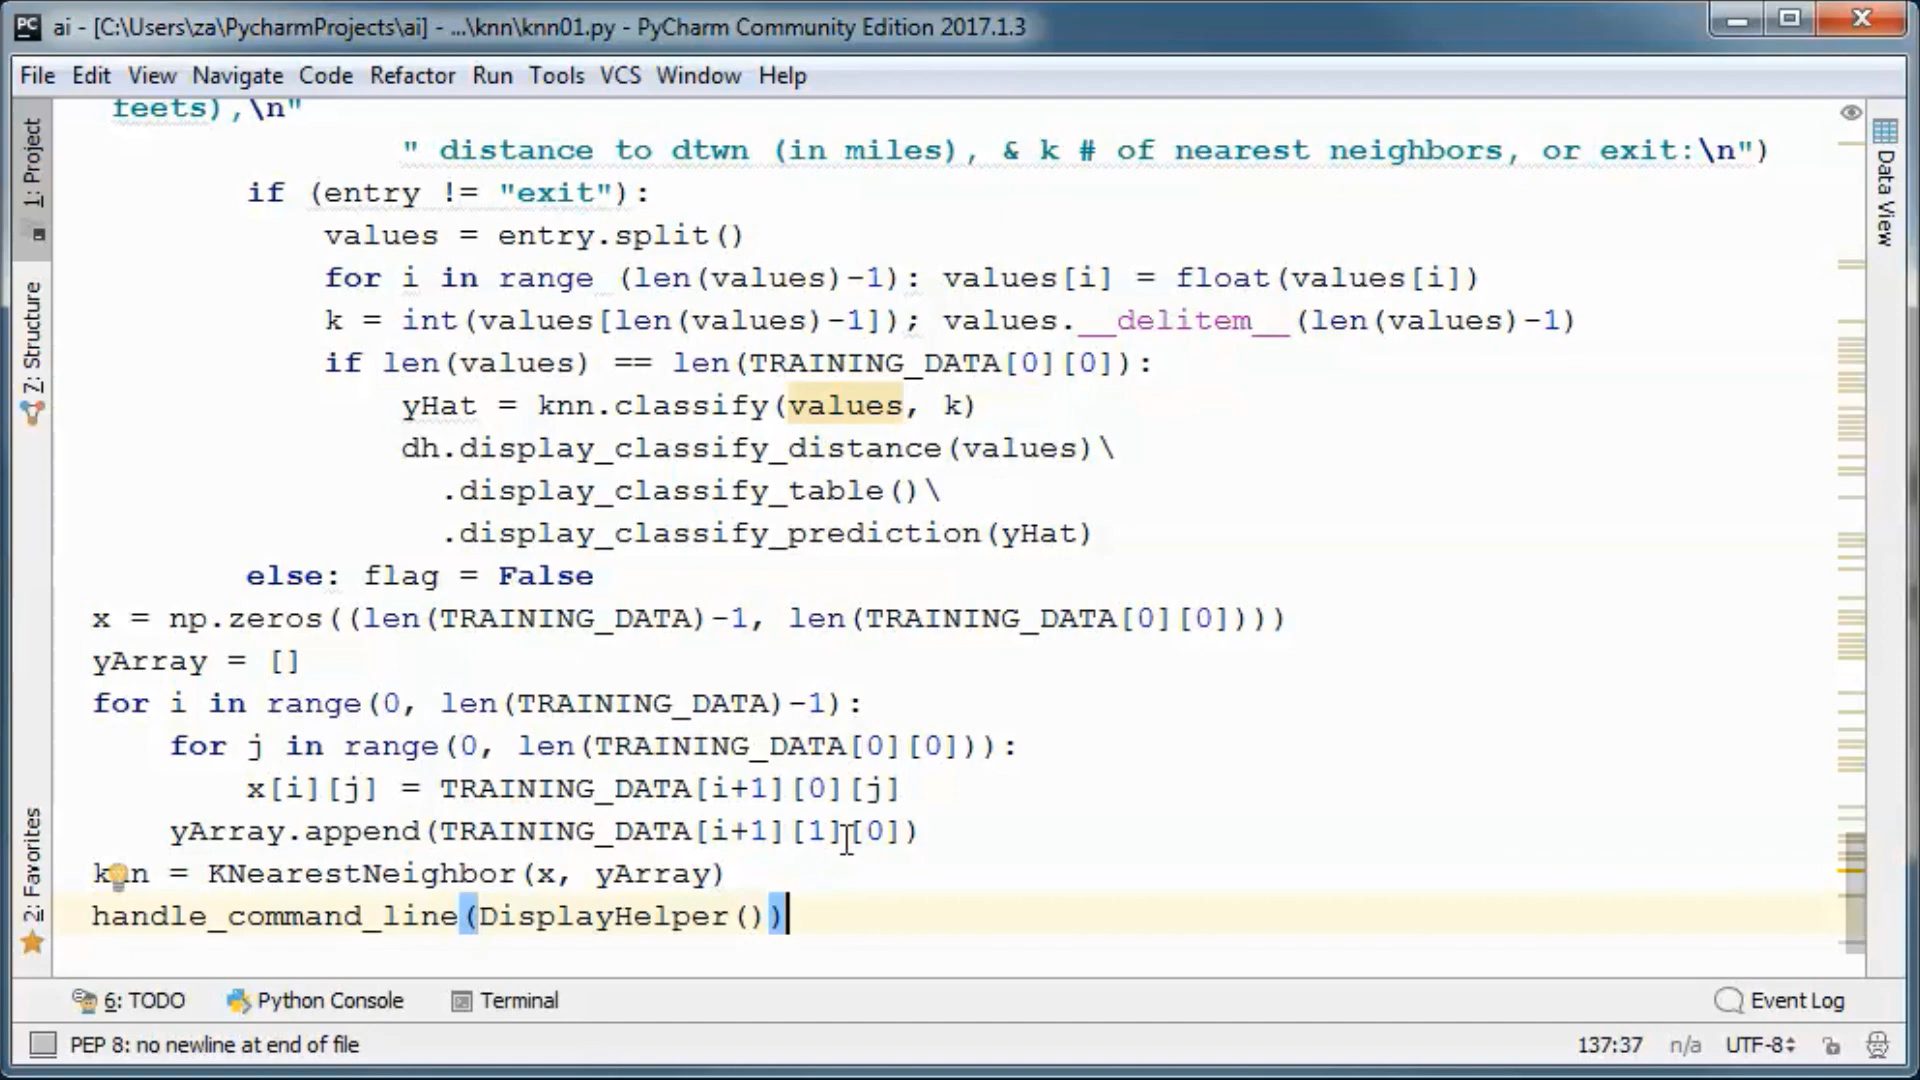 PC ai - [C:\Users\za\PycharmProjects\ai] - ...\knn\knn01.py - PyCharm Community Edition 2017.1.3
File Edit View Navigate Code Refactor Run Tools VCS Window Help
1: Project
7: Structure
2: Favorites
feets),\n"
" distance to dtwn (in miles), & k # of nearest neighbors, or exit:\n")
if (entry != "exit"):
values = entry.split()
for i in range (len(values)-1): values[i] = float(values[i])
k = int(values[len(values)-1]); values.__delitem__(len(values)-1)
if len(values) == len(TRAINING_DATA[0][0]):
yHat = knn.classify(values, k)
dh.display_classify_distance(values)\
.display_classify_table()\
.display_classify_prediction(yHat)
else: flag = False
x = np.zeros((len(TRAINING_DATA)-1, len(TRAINING_DATA[0][0])))
yArray = []
for i in range(0, len(TRAINING_DATA)-1):
for j in range(0, len(TRAINING_DATA[0][0])):
x[i][j] = TRAINING_DATA[i+1][0][j]
yArray.append(TRAINING_DATA[i+1][1][0])
knn = KNearestNeighbor(x, yArray)
handle_command_line(DisplayHelper())
Data View
6: TODO Python Console Terminal Event Log
PEP 8: no newline at end of file 137:37 n/a UTF-8